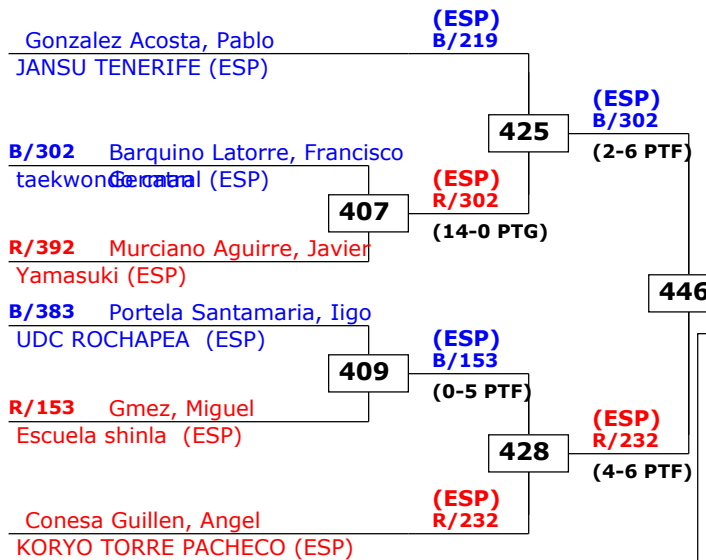 Gonzalez Acosta, Pablo
JANSU TENERIFE (ESP)
(ESP)
B/219
425
(ESP)
B/302
(2-6 PTF)
B/302 Barquino Latorre, Francisco
taekwondo (ESP)
407
(ESP)
R/302
(14-0 PTG)
R/392 Murciano Aguirre, Javier
Yamasuki (ESP)
446
B/383 Portela Santamaria, Iigo
UDC ROCHAPEA (ESP)
409
(ESP)
B/153
(0-5 PTF)
R/153 Gmez, Miguel
Escuela shinla (ESP)
428
(ESP)
R/232
(4-6 PTF)
Conesa Guillen, Angel
KORYO TORRE PACHECO (ESP)
(ESP)
R/232